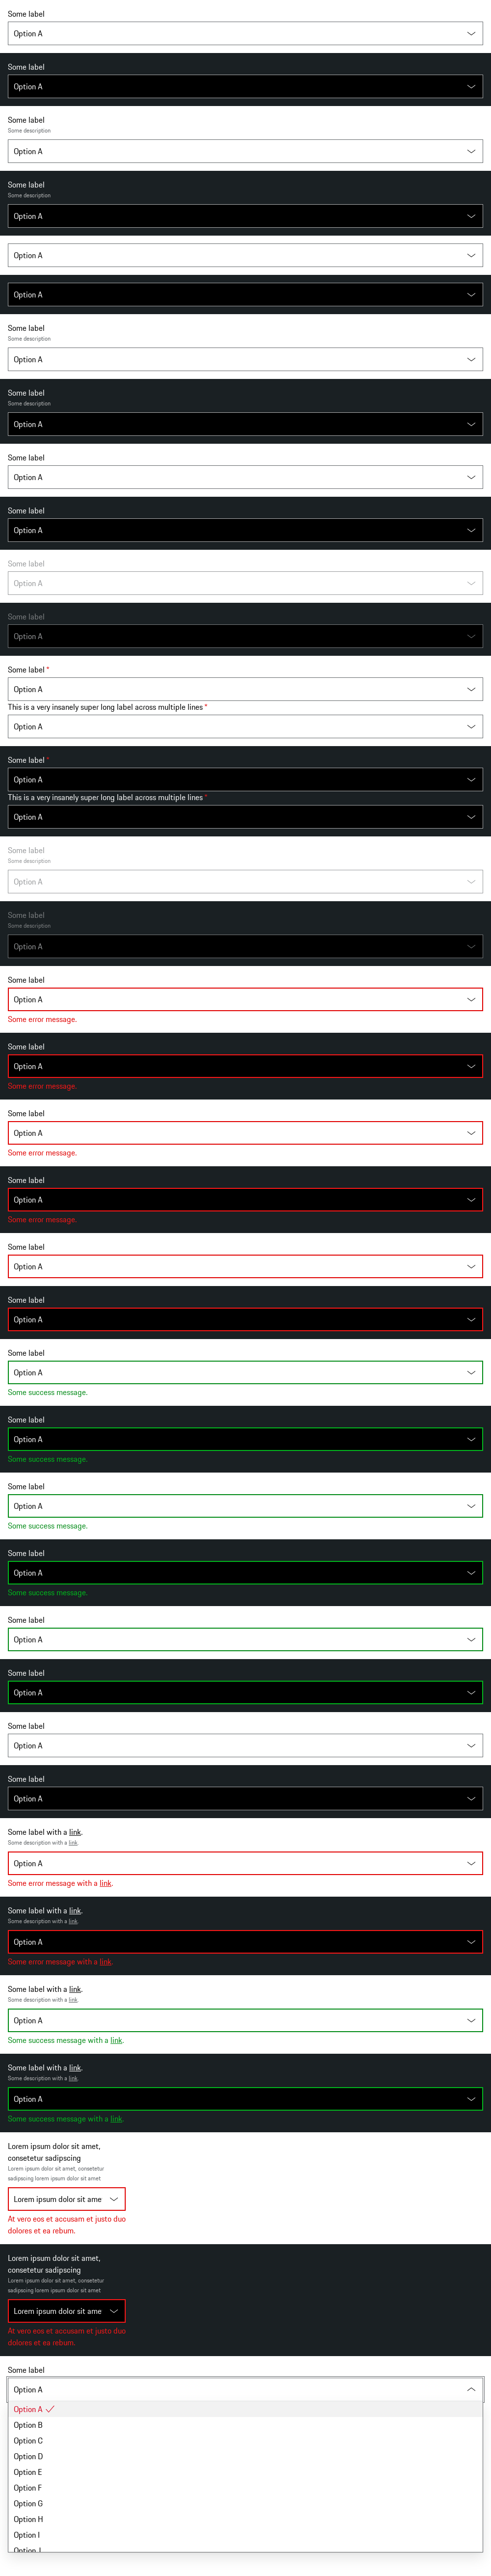 Some label
Option A
Some label
Option A
Some label
Some description
Option A
Some label
Some description
Option A
Option A
Option A
Some label
Some description
Option A
Some label
Some description
Option A
Some label
Option A
Some label
Option A
Some label
Option A
Some label
Option A
Some label *
Option A
This is a very insanely super long label across multiple lines *
Option A
Some label *
Option A
This is a very insanely super long label across multiple lines *
Option A
Some label
Some description
Option A
Some label
Some description
Option A
Some label
Option A
Some error message.
Some label
Option A
Some error message.
Some label
Option A
Some error message.
Some label
Option A
Some error message.
Some label
Option A
Some label
Option A
Some label
Option A
Some success message.
Some label
Option A
Some success message.
Some label
Option A
Some success message.
Some label
Option A
Some success message.
Some label
Option A
Some label
Option A
Some label
Option A
Some label
Option A
Some label with a link.
Some description with a link.
Option A
Some error message with a link.
Some label with a link.
Some description with a link.
Option A
Some error message with a link.
Some label with a link.
Some description with a link.
Option A
Some success message with a link.
Some label with a link.
Some description with a link.
Option A
Some success message with a link.
Lorem ipsum dolor sit amet,
consetetur sadipscing
Lorem ipsum dolor sit amet, consetetur
sadipscing lorem ipsum dolor sit amet
Lorem ipsum dolor sit ame
At vero eos et accusam et justo duo
dolores et ea rebum.
Lorem ipsum dolor sit amet,
consetetur sadipscing
Lorem ipsum dolor sit amet, consetetur
sadipscing lorem ipsum dolor sit amet
Lorem ipsum dolor sit ame
At vero eos et accusam et justo duo
dolores et ea rebum.
Some label
Option A
Option A
Option B
Option C
Option D
Option E
Option F
Option G
Option H
Option I
Option J